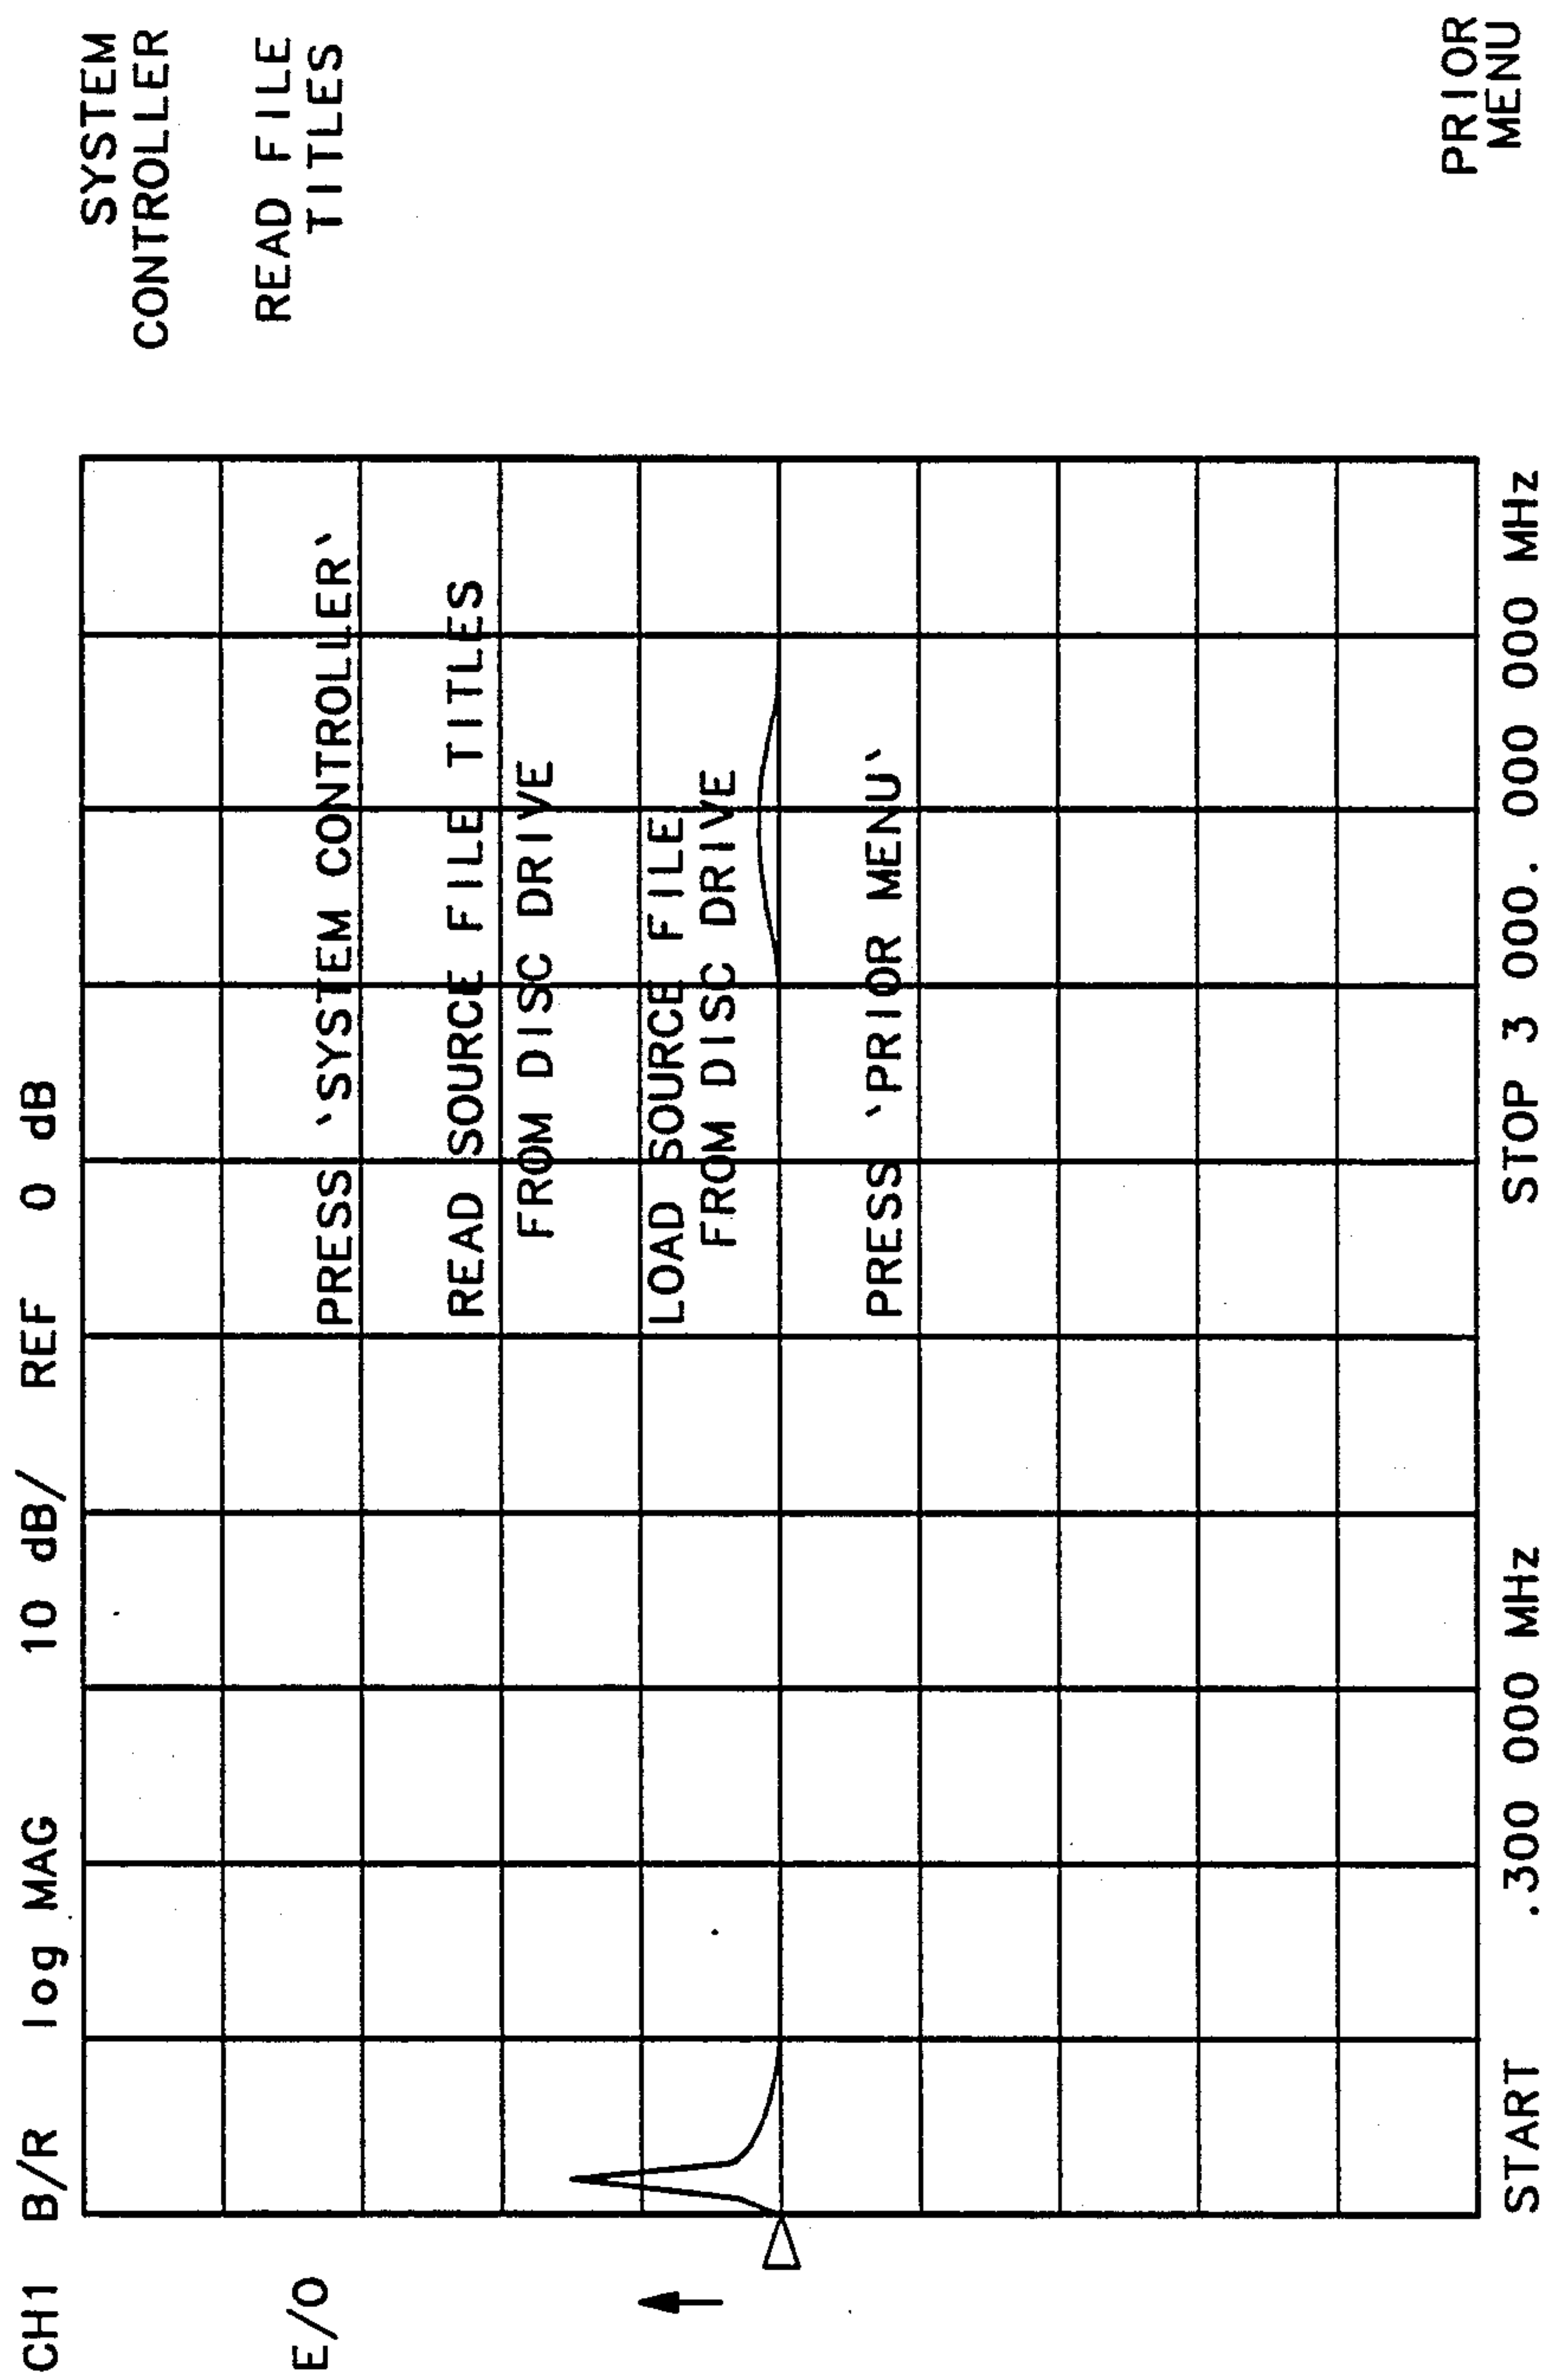 CH1 B/R log MAG 10 dB/ REF 0 dB
SYSTEM
CONTROLLER
READ FILE
TITLES
E/O
PRESS `SYSTEM CONTROLLER`
READ SOURCE FILE TITLES
FROM DISC DRIVE
LOAD SOURCE FILE
FROM DISC DRIVE
PRESS `PRIOR MENU`
PRIOR
MENU
START .300 000 MHz STOP 3 000. 000 000 MHz